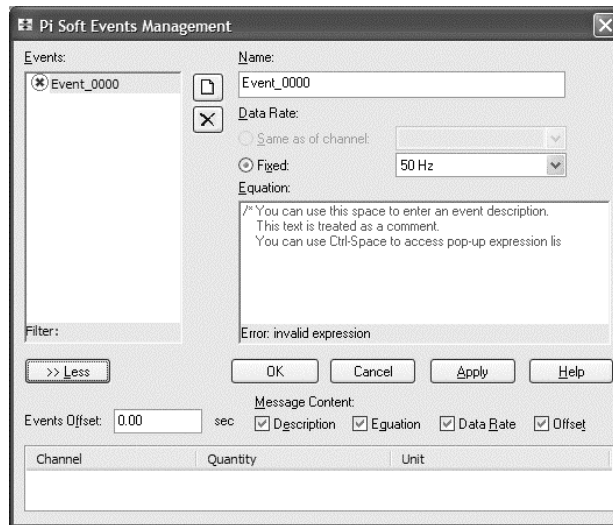 Pi Soft Events Management
Events:
Name:
Event_0000
Event_0000
Data Rate:
Same as of channel:
Fixed:
50 Hz
Equation:
/* You can use this space to enter an event description.
This text is treated as a comment.
You can use Ctrl-Space to access pop-up expression lis
Filter:
Error: invalid expression
>> Less
OK
Cancel
Apply
Help
Message Content:
Events Offset:
0.00
sec
Description
Equation
Data Rate
Offset
Channel
Quantity
Unit